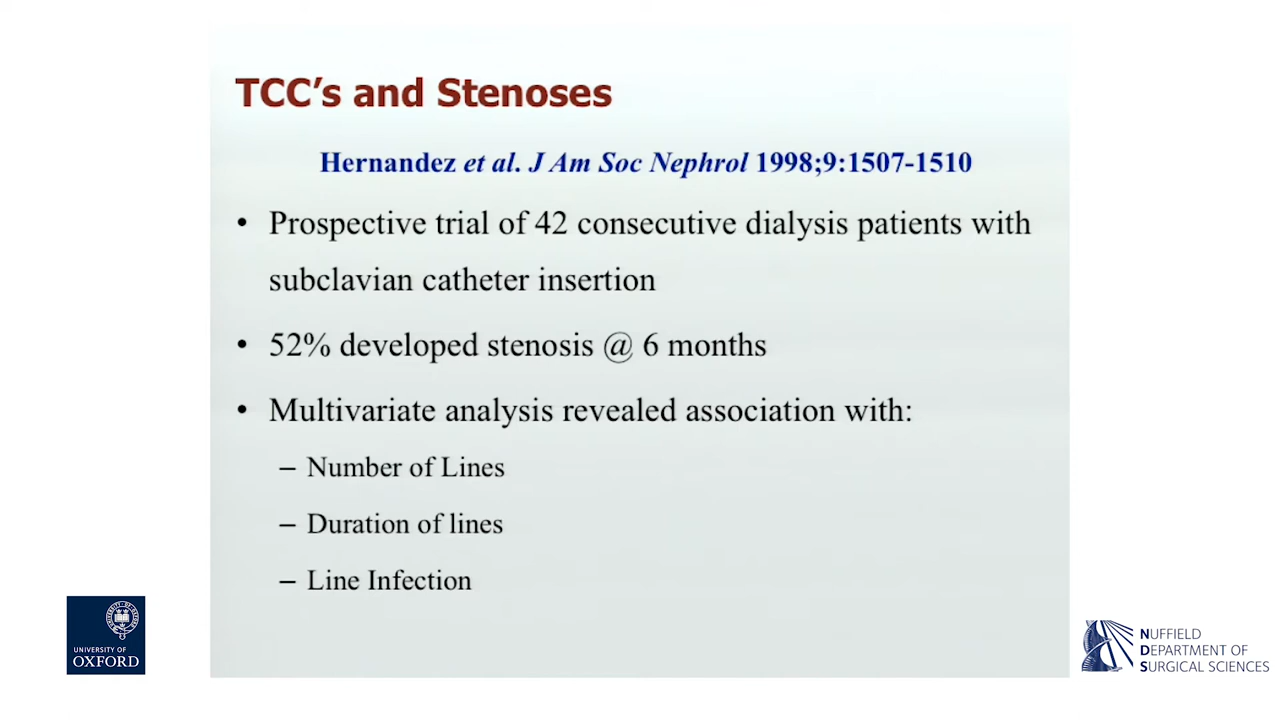 TCC’s and Stenoses
Hernandez et al. J Am Soc Nephrol 1998;9:1507-1510
• Prospective trial of 42 consecutive dialysis patients with
subclavian catheter insertion
• 52% developed stenosis @ 6 months
• Multivariate analysis revealed association with:
– Number of Lines
– Duration of lines
– Line Infection
UNIVERSITY OF
OXFORD
NUFFIELD
DEPARTMENT OF
SURGICAL SCIENCES